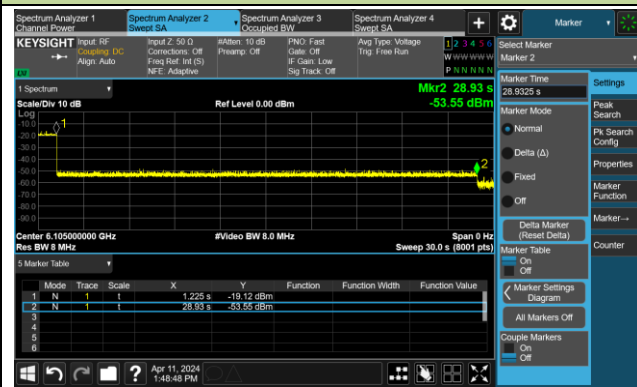 Spectrum Analyzer 1
Channel Power
Spectrum Analyzer 2
Swept SA
Spectrum Analyzer 3
Occupied BW
Spectrum Analyzer 4
Swept SA
+
Marker
KEYSIGHT
Input: RF
Coupling: DC
Align: Auto
Input Z: 50 Ω
Corrections: Off
Freq Ref: Int (S)
NFE: Adaptive
#Atten: 10 dB
Preamp: Off
PNO: Fast
Gate: Off
IF Gain: Low
Sig Track: Off
Avg Type: Voltage
Trig: Free Run
1 2 3 4 5 6
W W W W W W
P N N N N N
Select Marker
Marker 2
1 Spectrum
Mkr2 28.93 s
Scale/Div 10 dB
Ref Level 0.00 dBm
-53.55 dBm
Log
-10.0
-20.0
-30.0
-40.0
-50.0
-60.0
-70.0
-80.0
-90.0
1
2
Center 6.105000000 GHz
#Video BW 8.0 MHz
Span 0 Hz
Res BW 8 MHz
Sweep 30.0 s (8001 pts)
5 Marker Table
Mode Trace Scale X Y Function Function Width Function Value
1 N 1 t 1.225 s -19.12 dBm
2 N 1 t 28.93 s -53.55 dBm
3
4
5
6
Marker Time
28.9325 s
Marker Mode
Normal
Delta (Δ)
Fixed
Off
Delta Marker
(Reset Delta)
Marker Table
On
Off
Marker Settings
Diagram
All Markers Off
Couple Markers
On
Off
Settings
Peak
Search
Pk Search
Config
Properties
Marker
Function
Marker→
Counter
?
Apr 11, 2024
1:48:48 PM